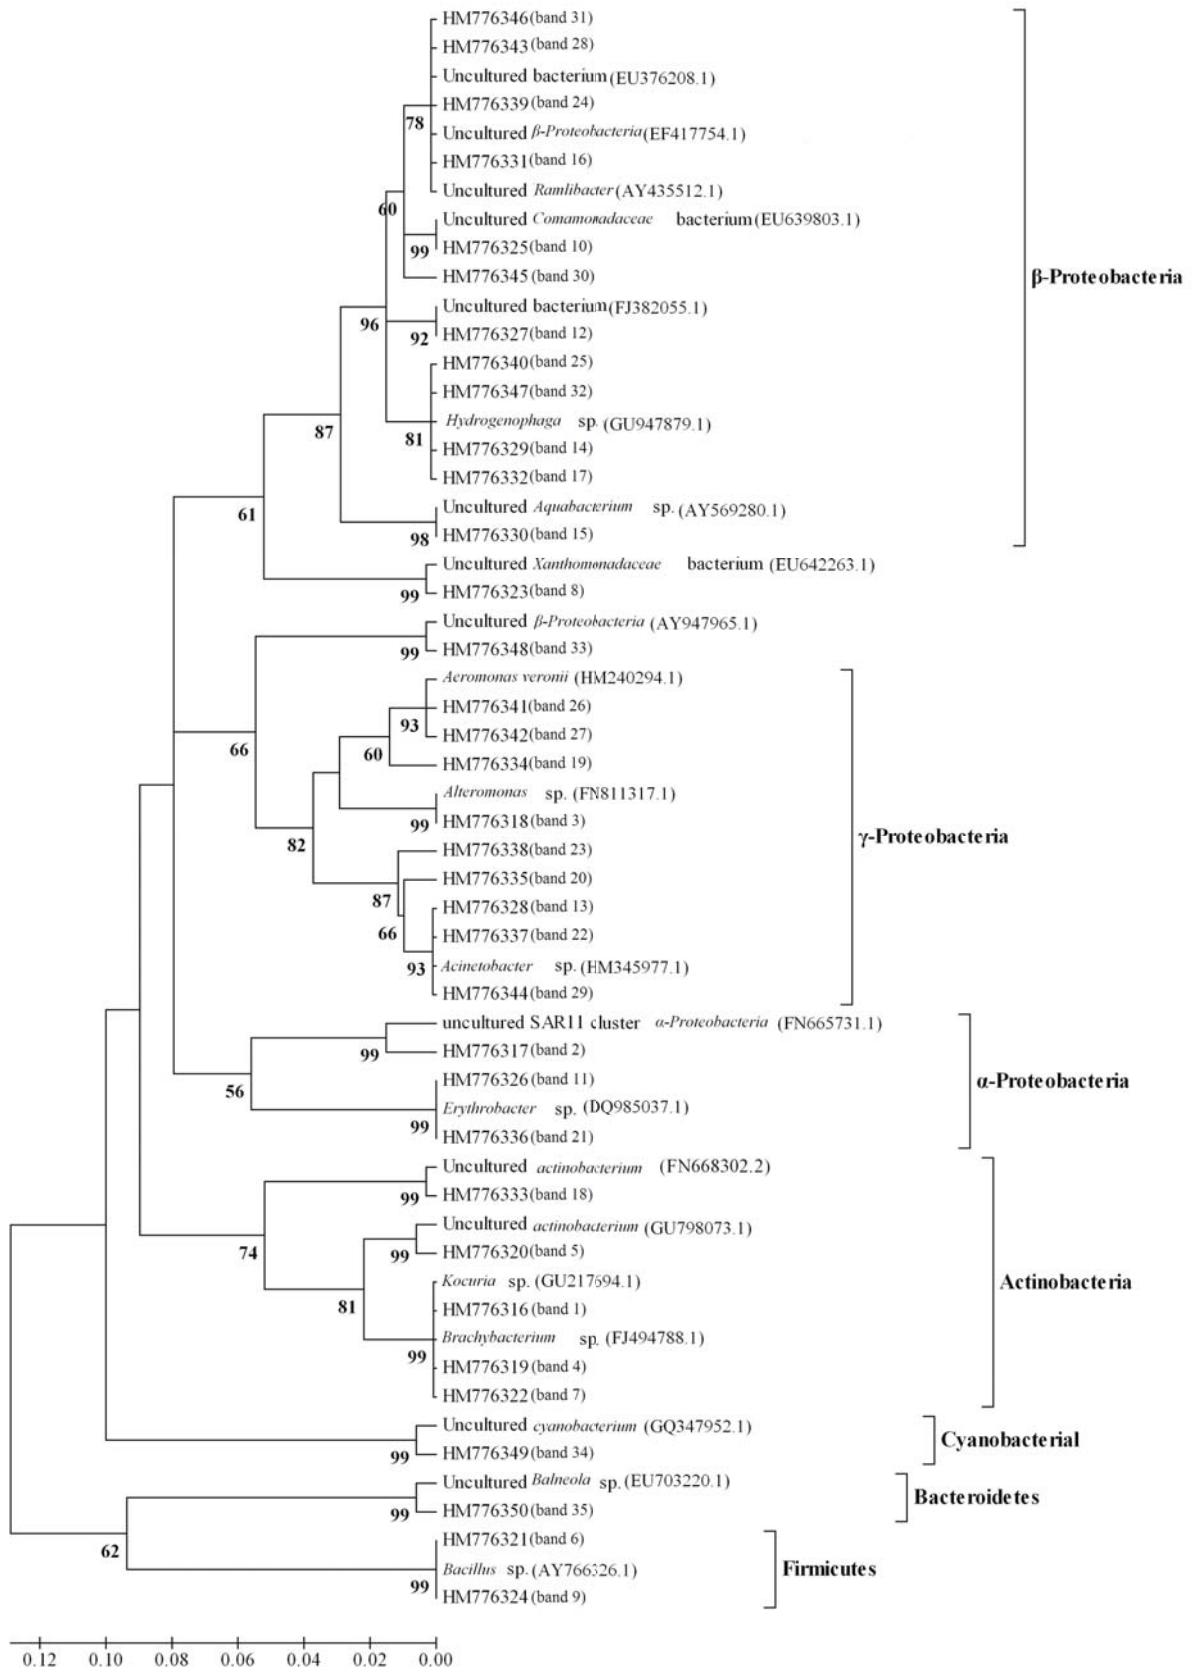 HM776346(band 31)
HM776343(band 28)
Uncultured bacterium(EU376208.1)
HM776339(band 24)
78
Uncultured β-Proteobacteria(EF417754.1)
HM776331(band 16)
Uncultured Ramlibacter(AY435512.1)
60
Uncultured Comamonadaceae bacterium(EU639803.1)
99 HM776325(band 10)
HM776345(band 30)
β-Proteobacteria
Uncultured bacterium(FJ382055.1)
96
92 HM776327(band 12)
HM776340(band 25)
HM776347(band 32)
Hydrogenophaga sp. (GU947879.1)
87
81
HM776329(band 14)
HM776332(band 17)
Uncultured Aquabacterium sp. (AY569280.1)
61
98 HM776330(band 15)
Uncultured Xanthomonadaceae bacterium (EU642263.1)
99 HM776323(band 8)
Uncultured β-Proteobacteria (AY947965.1)
99 HM776348(band 33)
Aeromonas veronii (HM240294.1)
HM776341(band 26)
93
HM776342(band 27)
66
60
HM776334(band 19)
Alteromonas sp. (FN811317.1)
99 HM776318(band 3)
γ-Proteobacteria
82
HM776338(band 23)
HM776335(band 20)
87
HM776328(band 13)
66
HM776337(band 22)
93 Acinetobacter sp. (HM345977.1)
HM776344(band 29)
uncultured SAR11 cluster α-Proteobacteria (FN665731.1)
99 HM776317(band 2)
HM776326(band 11)
α-Proteobacteria
56
Erythrobacter sp. (DQ985037.1)
99
HM776336(band 21)
Uncultured actinobacterium (FN668302.2)
99 HM776333(band 18)
Uncultured actinobacterium (GU798073.1)
74
99 HM776320(band 5)
Kocuria sp. (GU217694.1)
Actinobacteria
81
HM776316(band 1)
Brachybacterium sp. (FJ494788.1)
99
HM776319(band 4)
HM776322(band 7)
Uncultured cyanobacterium (GQ347952.1)
Cyanobacterial
99 HM776349(band 34)
Uncultured Balneola sp. (EU703220.1)
Bacteroidetes
99 HM776350(band 35)
HM776321(band 6)
62
Bacillus sp. (AY766326.1)
Firmicutes
99
HM776324(band 9)
0.12 0.10 0.08 0.06 0.04 0.02 0.00